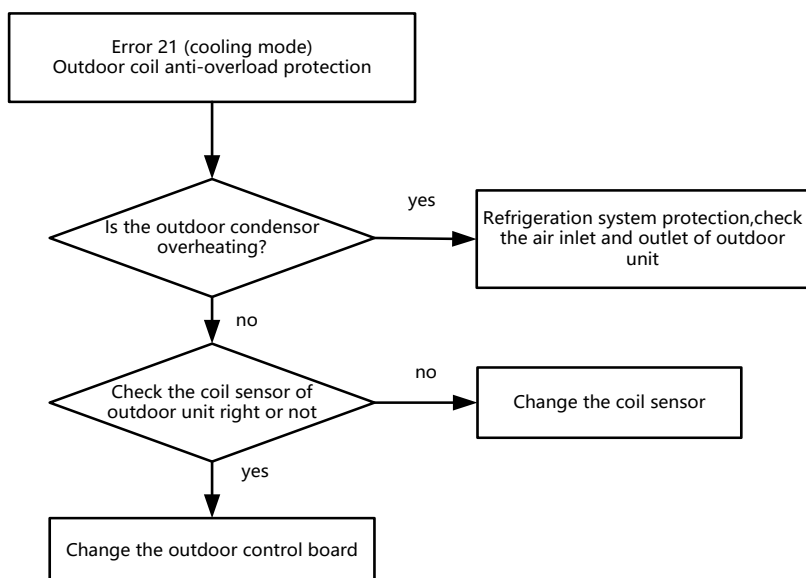 Error 21 (cooling mode)
Outdoor coil anti-overload protection
Is the outdoor condensor
overheating?
yes
Refrigeration system protection,check
the air inlet and outlet of outdoor
unit
no
Check the coil sensor of
outdoor unit right or not
no
Change the coil sensor
yes
Change the outdoor control board